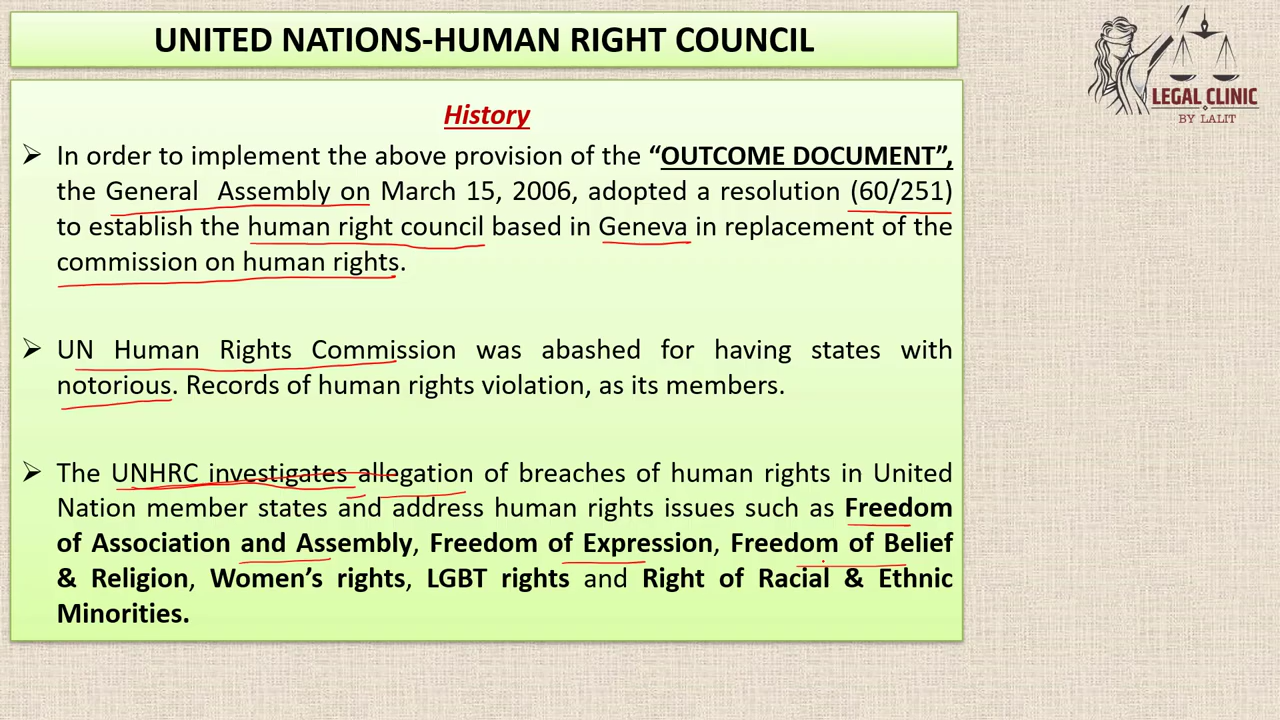 UNITED NATIONS-HUMAN RIGHT COUNCIL
LEGAL CLINIC
BY LALIT
History
➢ In order to implement the above provision of the “OUTCOME DOCUMENT”,
the General Assembly on March 15, 2006, adopted a resolution (60/251)
to establish the human right council based in Geneva in replacement of the
commission on human rights.
➢ UN Human Rights Commission was abashed for having states with
notorious. Records of human rights violation, as its members.
➢ The UNHRC investigates allegation of breaches of human rights in United
Nation member states and address human rights issues such as Freedom
of Association and Assembly, Freedom of Expression, Freedom of Belief
& Religion, Women’s rights, LGBT rights and Right of Racial & Ethnic
Minorities.